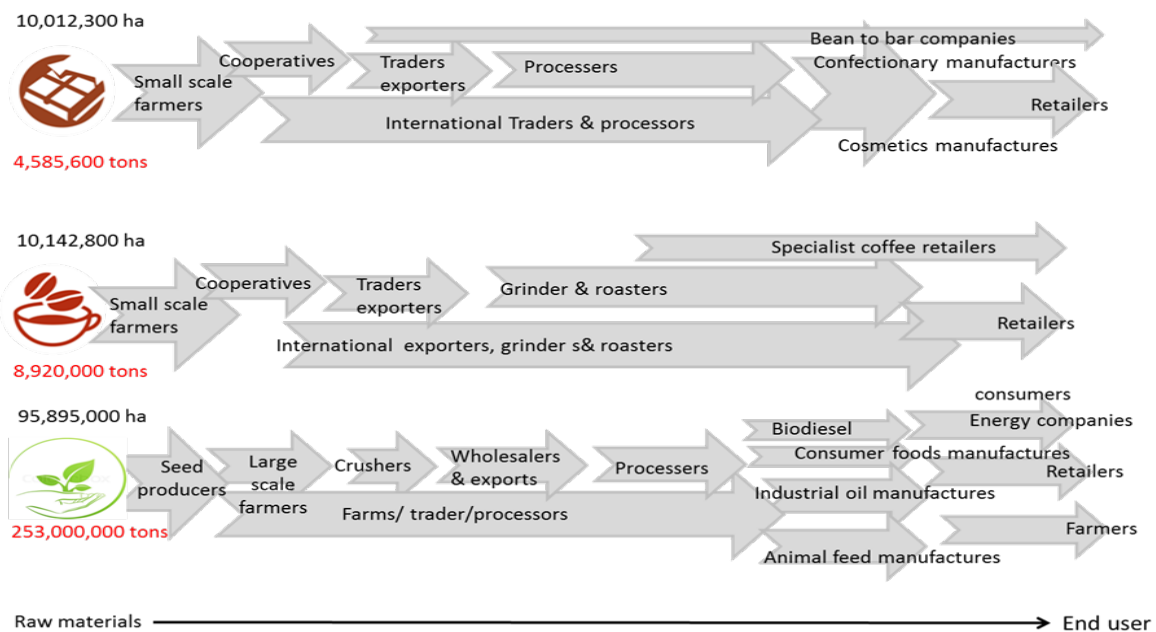 10,012,300 ha
Bean to bar companies
Cooperatives
Traders
exporters
Processers
Confectionary manufacturers
Small scale
farmers
Retailers
International Traders & processors
Cosmetics manufactures
4,585,600 tons
10,142,800 ha
Specialist coffee retailers
Cooperatives
Traders
exporters
Grinder & roasters
Small scale
farmers
Retailers
International  exporters, grinder s& roasters
8,920,000 tons
consumers
95,895,000 ha
Energy companies
Biodiesel
Seed
producers
Large
scale
farmers
Crushers
Wholesalers
& exports
Processers
Consumer foods manufactures
Retailers
Industrial oil manufactures
Farms/ trader/processors
253,000,000 tons
Farmers
Animal feed manufactures
Raw materials
End user